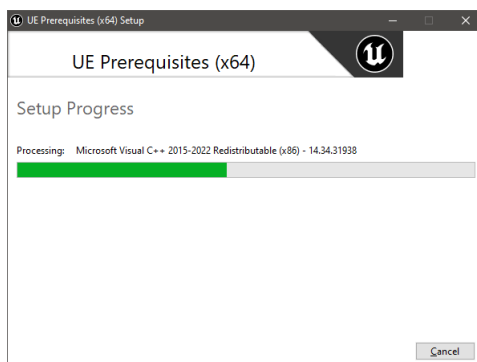 UE Prerequisites (x64) Setup
UE Prerequisites (x64)
Setup Progress
Processing: Microsoft Visual C++ 2015-2022 Redistributable (x86) - 14.34.31938
Cancel